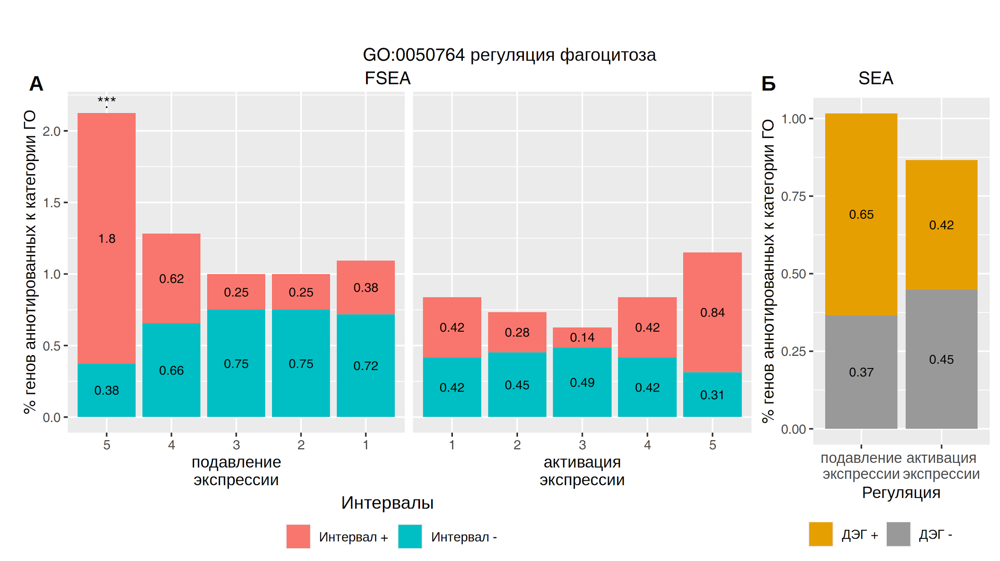 GO:0050764 регуляция фагоцитоза
А
FSEA
% генов аннотированных к категории ГО
2.0
1.5
1.0
0.5
0.0
***
.
1.8
0.38
0.62
0.66
0.25
0.75
0.25
0.75
0.38
0.72
0.42
0.42
0.28
0.45
0.14
0.49
0.42
0.42
0.84
0.31
5 4 3 2 1
1 2 3 4 5
подавление
экспрессии
активация
экспрессии
Интервалы
Интервал +
Интервал -
Б
SEA
% генов аннотированных к категории ГО
1.00
0.75
0.50
0.25
0.00
0.65
0.37
0.42
0.45
подавление
экспрессии
активация
экспрессии
Регуляция
ДЭГ +
ДЭГ -